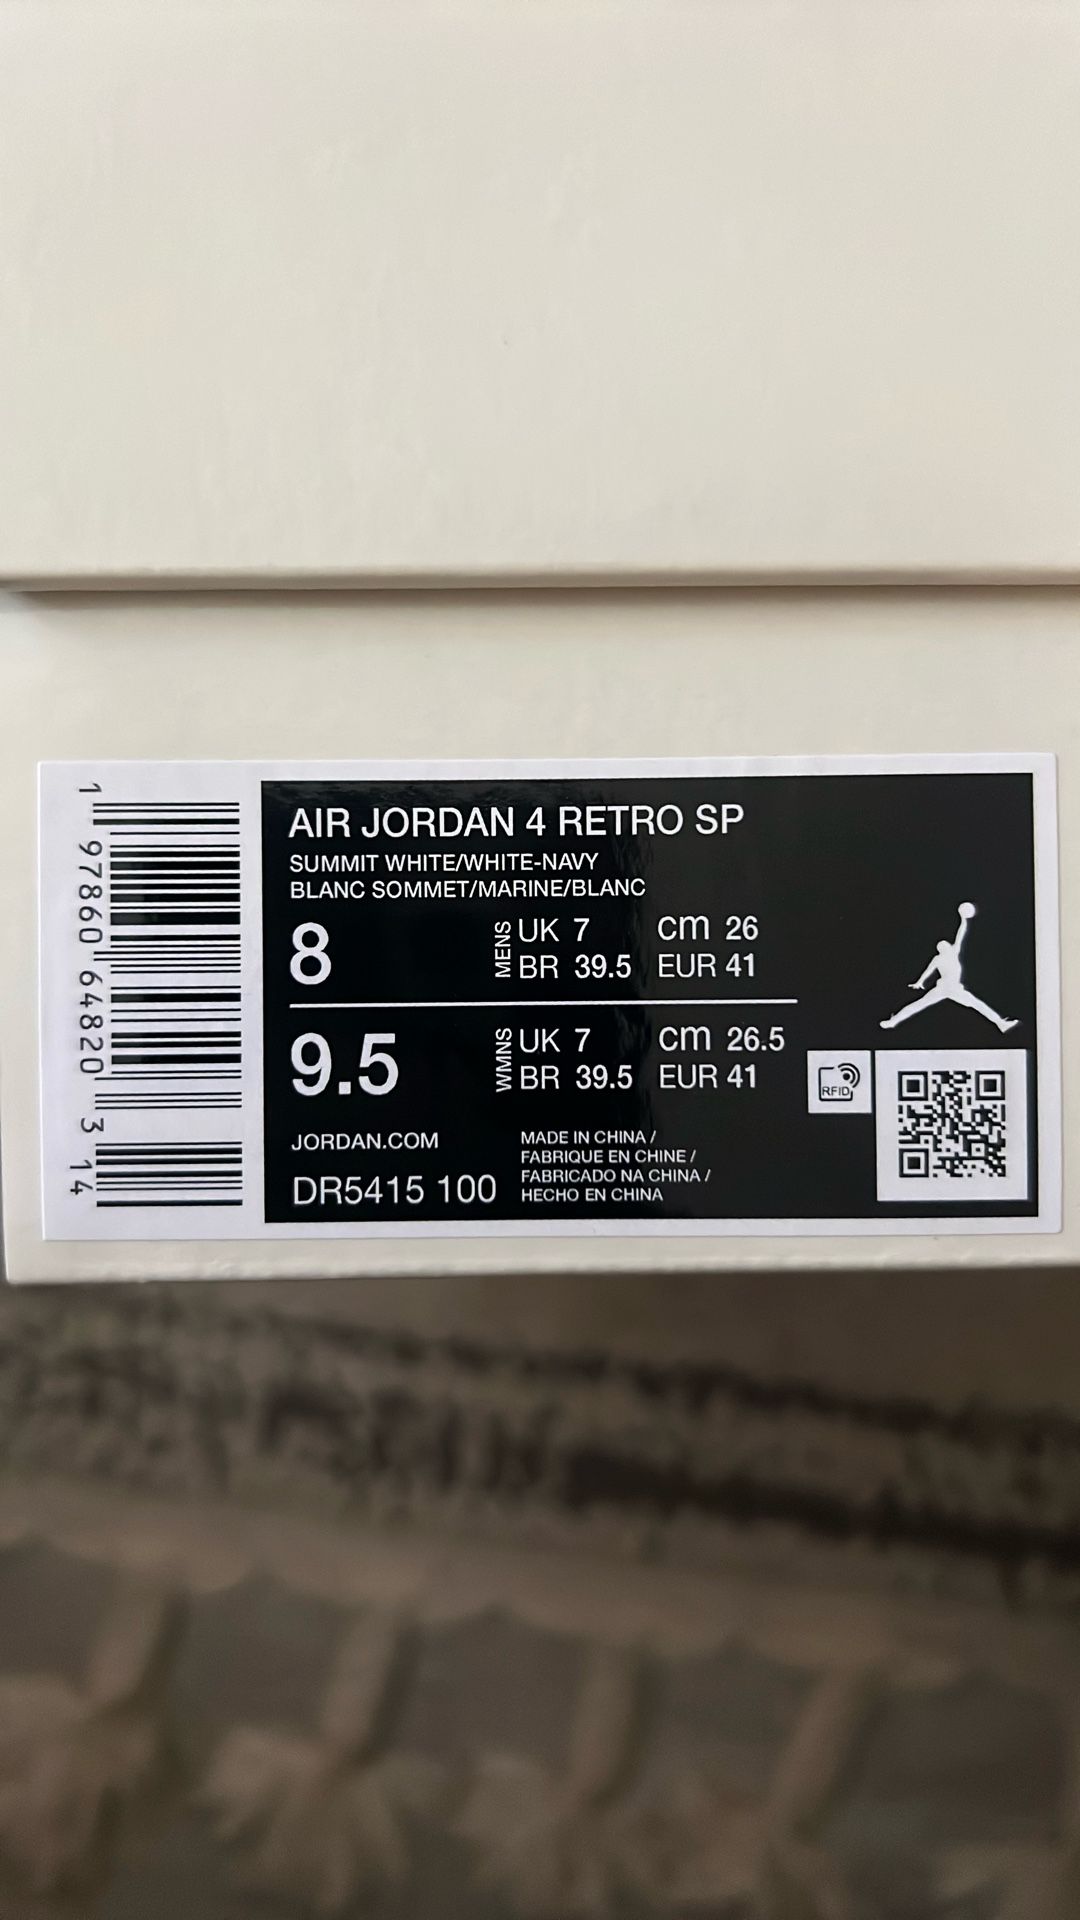 AIR JORDAN 4 RETRO SP
SUMMIT WHITE/WHITE-NAVY
BLANC SOMMET/MARINE/BLANC
8 MENS UK 7 cm 26
BR 39.5 EUR 41
9.5 WMNS UK 7 cm 26.5
BR 39.5 EUR 41
RFID
JORDAN.COM
DR5415 100
MADE IN CHINA /
FABRIQUE EN CHINE /
FABRICADO NA CHINA /
HECHO EN CHINA
1 97860 64820 3 14